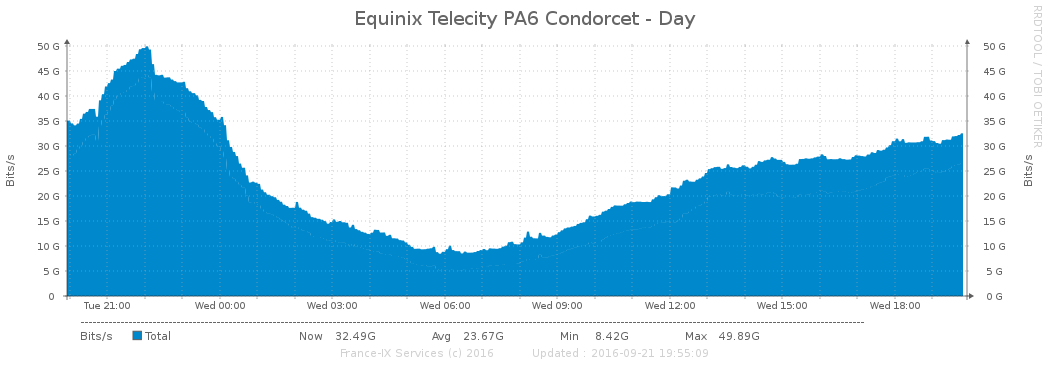 Equinix Telecity PA6 Condorcet - Day
RRDTOOL / TOBI OETIKER
Bits/s
50 G 50 G
45 G 45 G
40 G 40 G
35 G 35 G
30 G 30 G
25 G 25 G
20 G 20 G
15 G 15 G
10 G 10 G
5 G 5 G
0 0 G
Bits/s
Tue 21:00 Wed 00:00 Wed 03:00 Wed 06:00 Wed 09:00 Wed 12:00 Wed 15:00 Wed 18:00
Bits/s Total Now 32.49G Avg 23.67G Min 8.42G Max 49.89G
France-IX Services (c) 2016 Updated : 2016-09-21 19:55:09